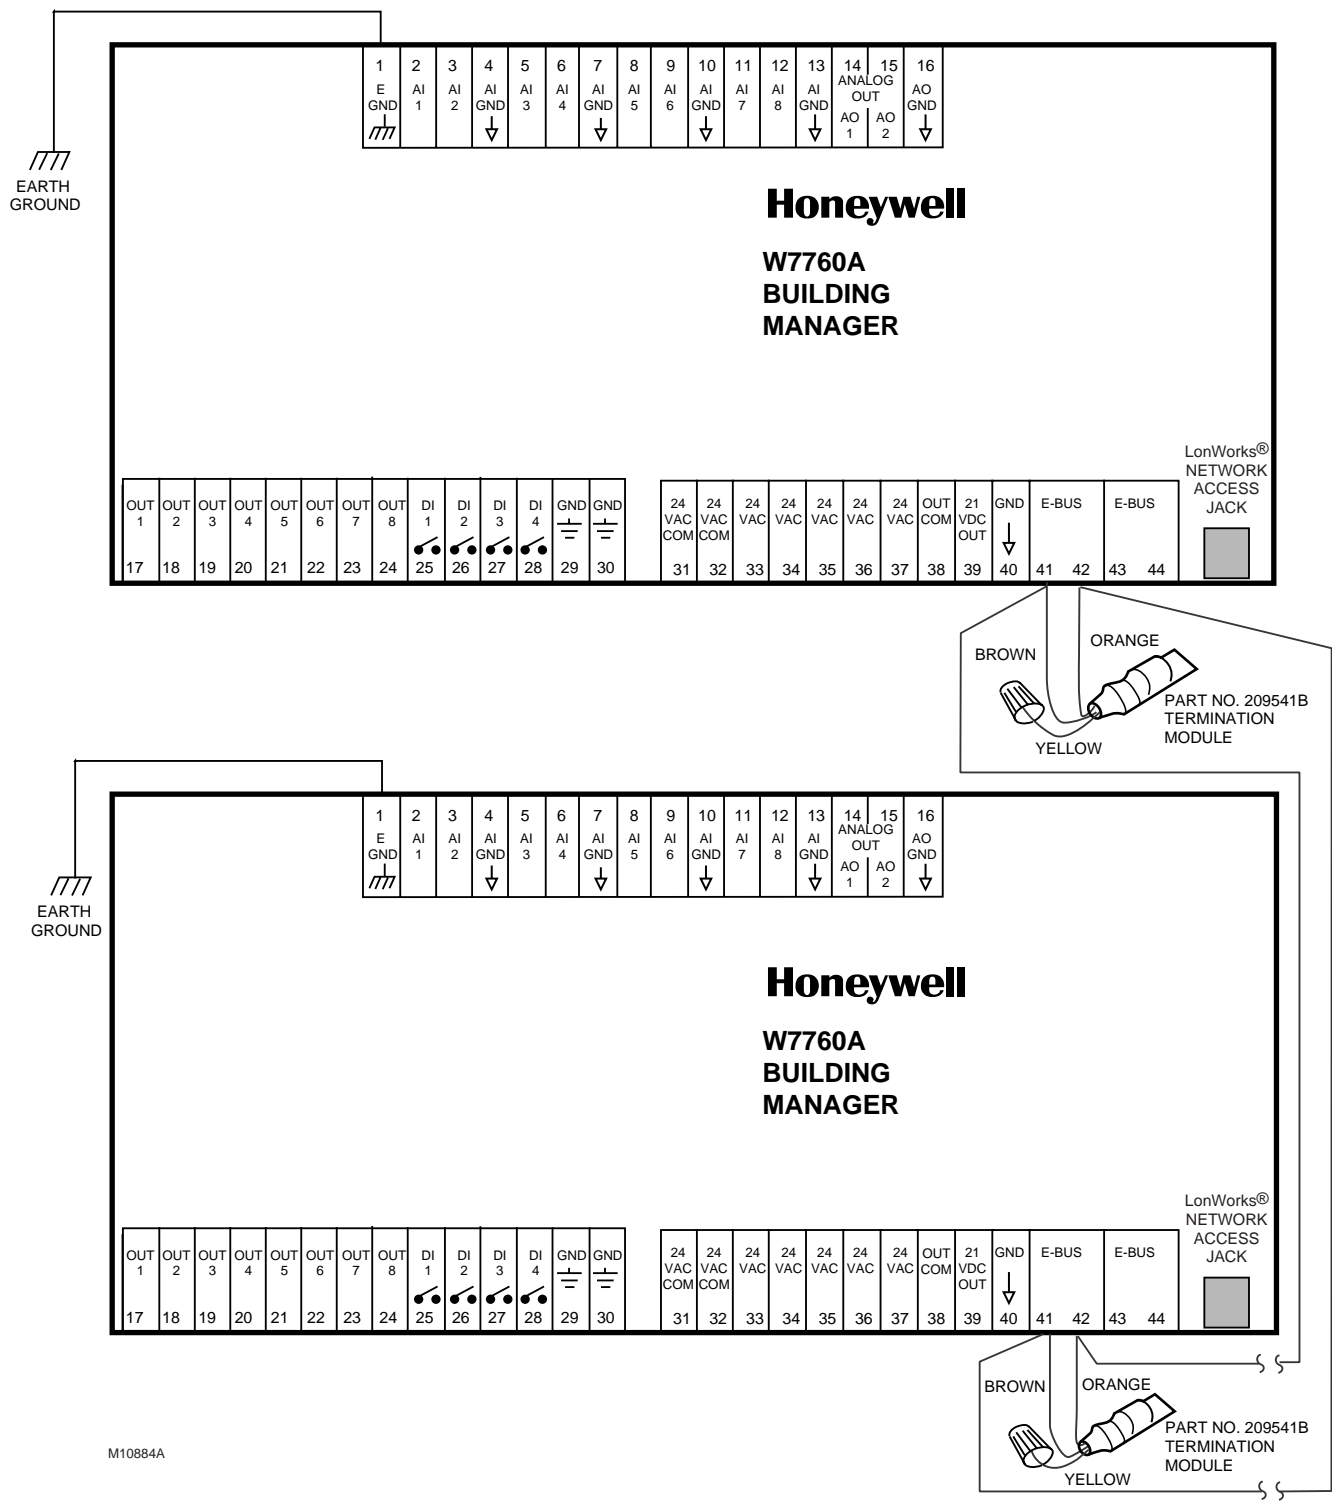 1 2 3 4 5 6 7 8 9 10 11 12 13 14 15 16
E AI AI AI AI AI AI AI AI AI AI AI AI ANALOG AO
GND 1 2 GND 3 4 GND 5 6 GND 7 8 GND OUT GND
AO AO
1 2
EARTH
GROUND
Honeywell
W7760A
BUILDING
MANAGER
LonWorks®
NETWORK
ACCESS
JACK
OUT OUT OUT OUT OUT OUT OUT OUT DI DI DI DI GND GND
1 2 3 4 5 6 7 8 1 2 3 4
24 24 24 24 24 24 24 OUT 21 GND E-BUS E-BUS
VAC VAC VAC VAC VAC VAC VAC COM VDC
COM COM OUT
17 18 19 20 21 22 23 24 25 26 27 28 29 30
31 32 33 34 35 36 37 38 39 40 41 42 43 44
BROWN
ORANGE
YELLOW
PART NO. 209541B
TERMINATION
MODULE
1 2 3 4 5 6 7 8 9 10 11 12 13 14 15 16
E AI AI AI AI AI AI AI AI AI AI AI AI ANALOG AO
GND 1 2 GND 3 4 GND 5 6 GND 7 8 GND OUT GND
AO AO
1 2
EARTH
GROUND
Honeywell
W7760A
BUILDING
MANAGER
LonWorks®
NETWORK
ACCESS
JACK
OUT OUT OUT OUT OUT OUT OUT OUT DI DI DI DI GND GND
1 2 3 4 5 6 7 8 1 2 3 4
24 24 24 24 24 24 24 OUT 21 GND E-BUS E-BUS
VAC VAC VAC VAC VAC VAC VAC COM VDC
COM COM OUT
17 18 19 20 21 22 23 24 25 26 27 28 29 30
31 32 33 34 35 36 37 38 39 40 41 42 43 44
BROWN
ORANGE
YELLOW
PART NO. 209541B
TERMINATION
MODULE
M10884A